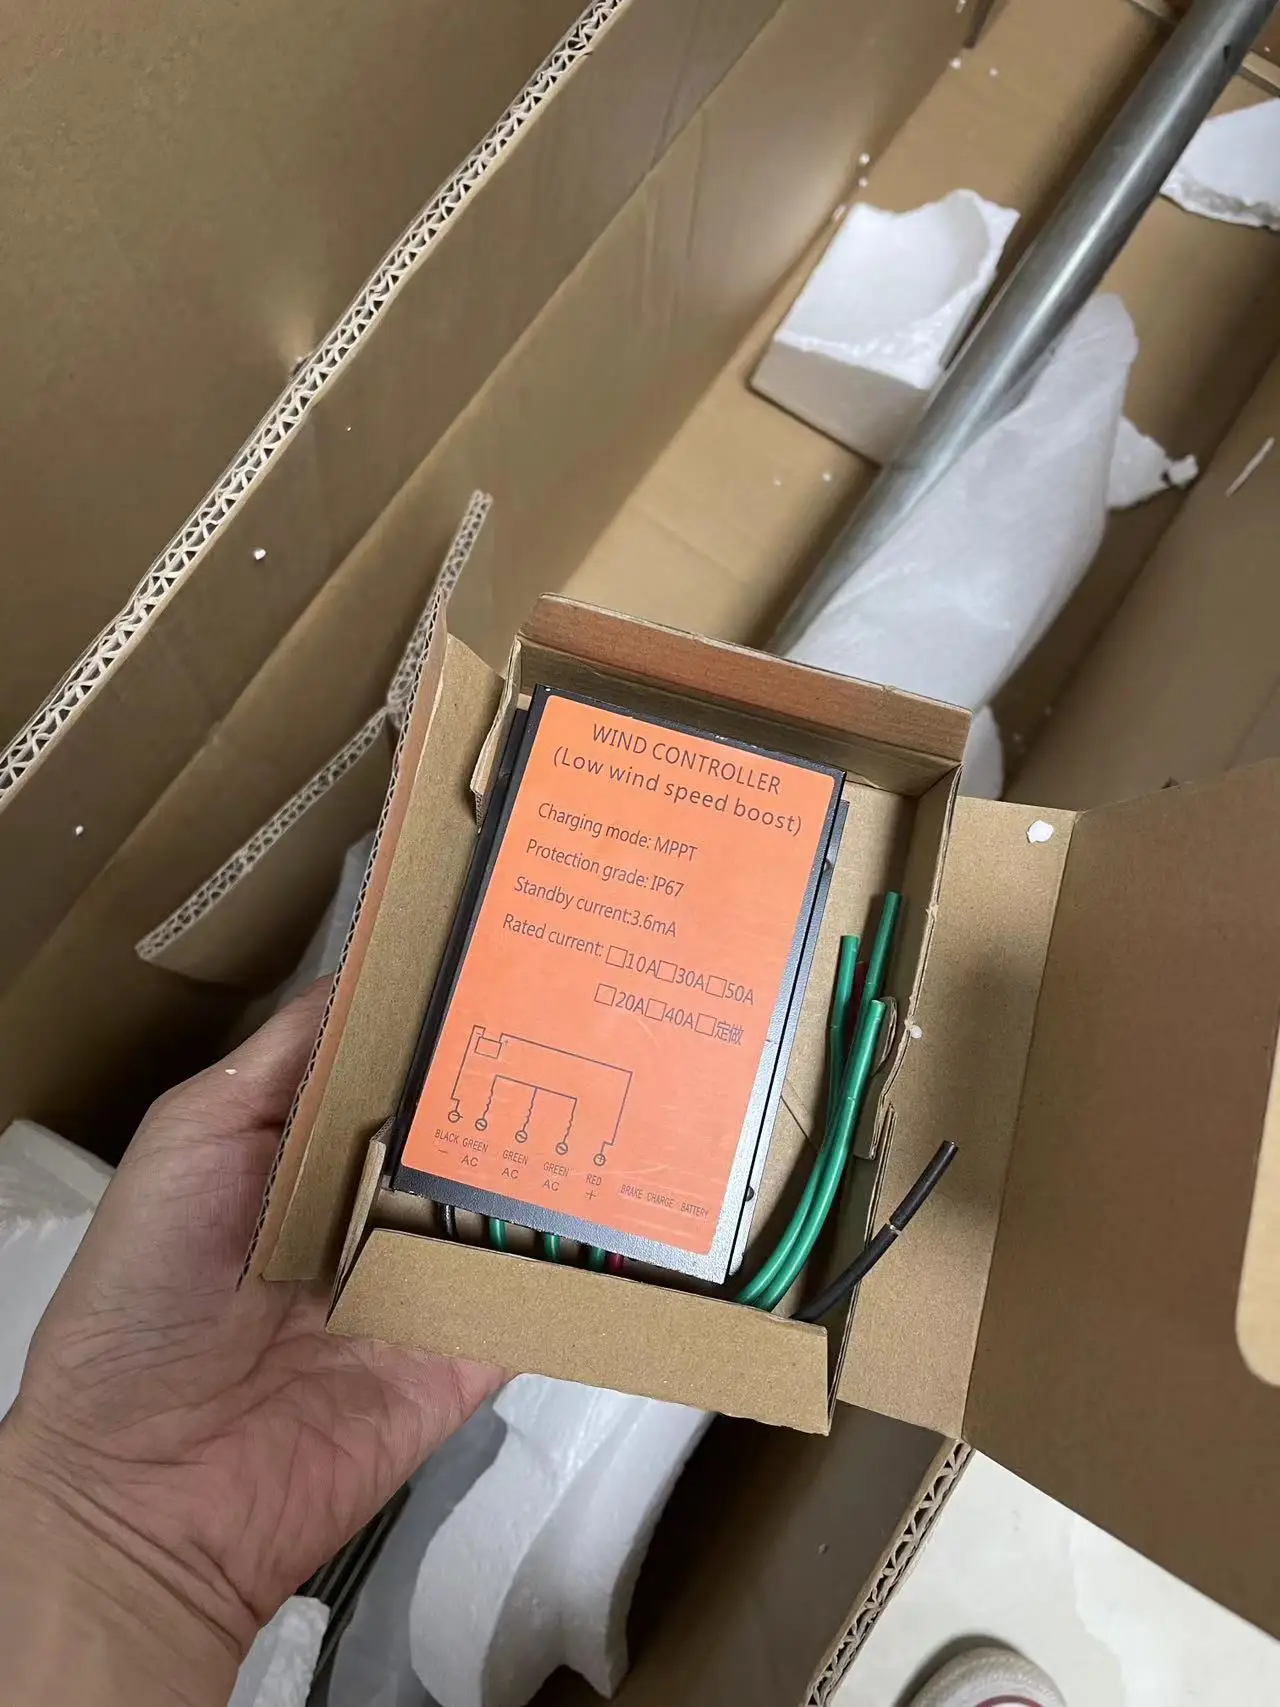 WIND CONTROLLER
(Low wind speed boost)
Charging mode: MPPT
Protection grade: IP67
Standby current:3.6mA
Rated current: □10A□30A□50A
□20A□40A□定做
+
BLACK GREEN GREEN GREEN RED
— AC AC AC + BRAKE CHARGE BATTERY